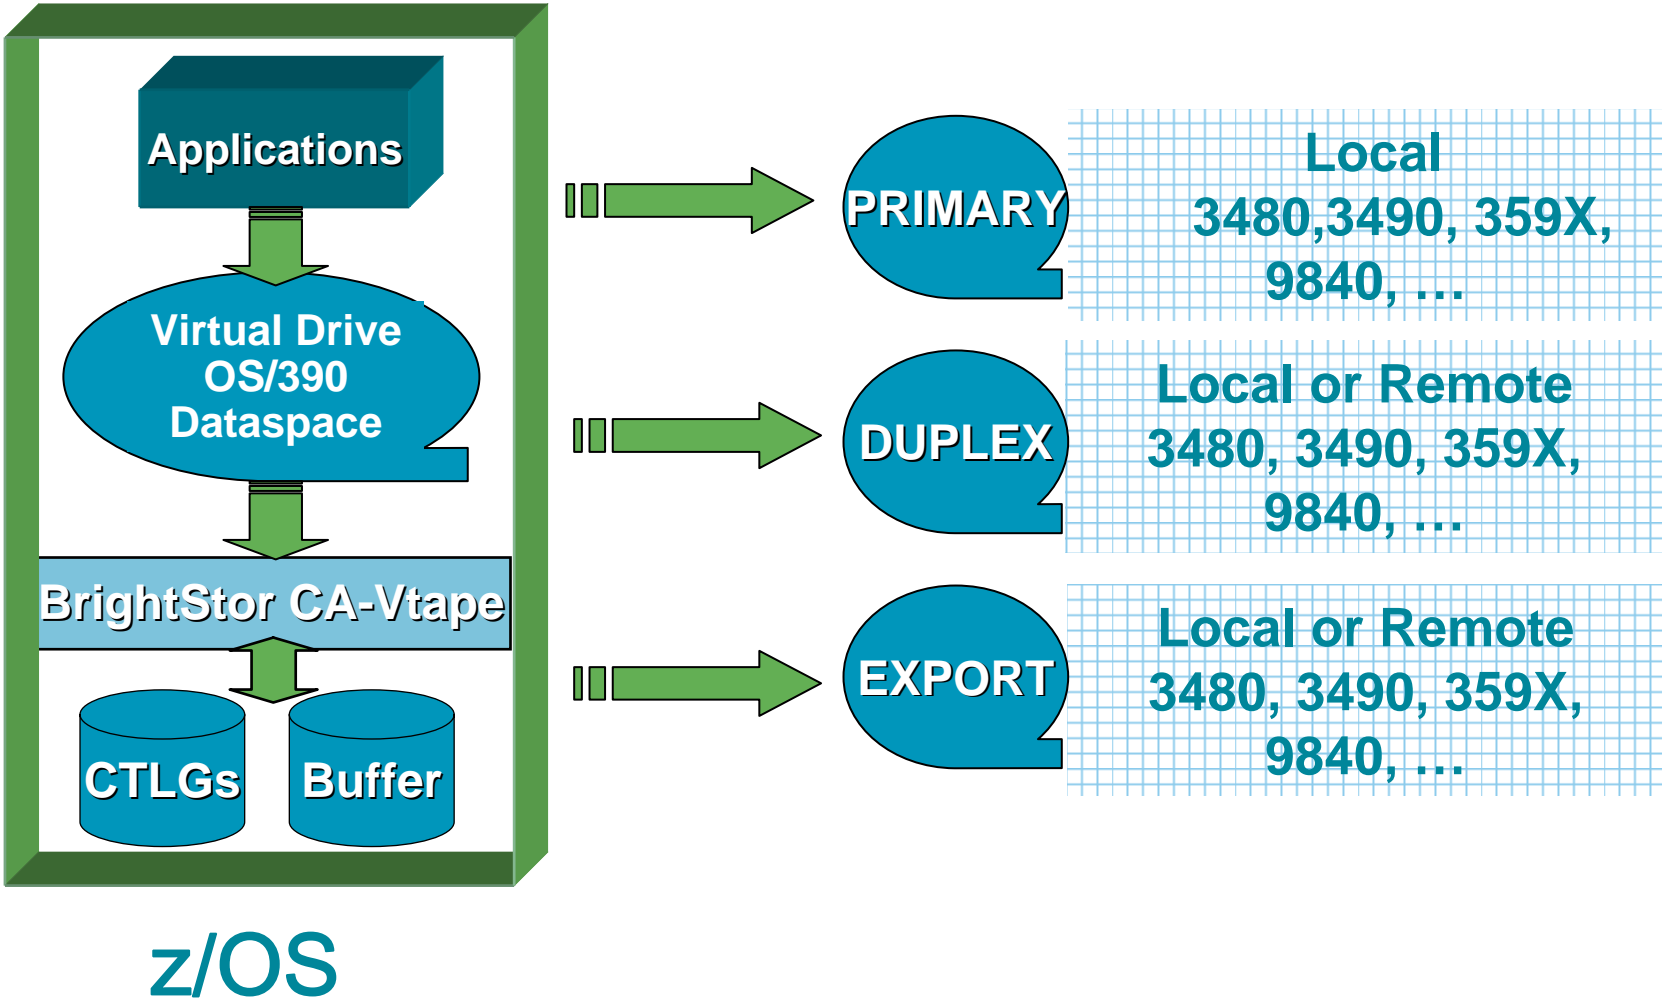 Applications
Virtual Drive
OS/390
Dataspace
BrightStor CA-Vtape
CTLGs
Buffer
z/OS
PRIMARY
Local
3480,3490, 359X,
9840, ...
DUPLEX
Local or Remote
3480, 3490, 359X,
9840, ...
EXPORT
Local or Remote
3480, 3490, 359X,
9840, ...